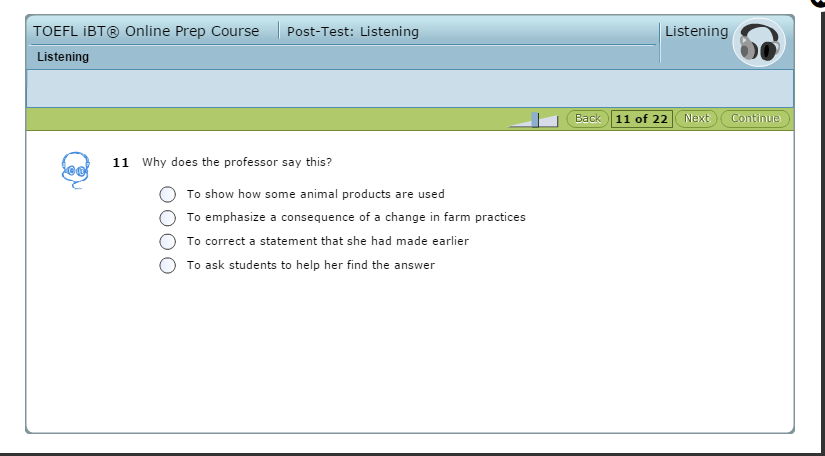 TOEFL iBT® Online Prep Course
Post-Test: Listening
Listening
Listening
Back
11 of 22
Next
Continue
11 Why does the professor say this?
To show how some animal products are used
To emphasize a consequence of a change in farm practices
To correct a statement that she had made earlier
To ask students to help her find the answer